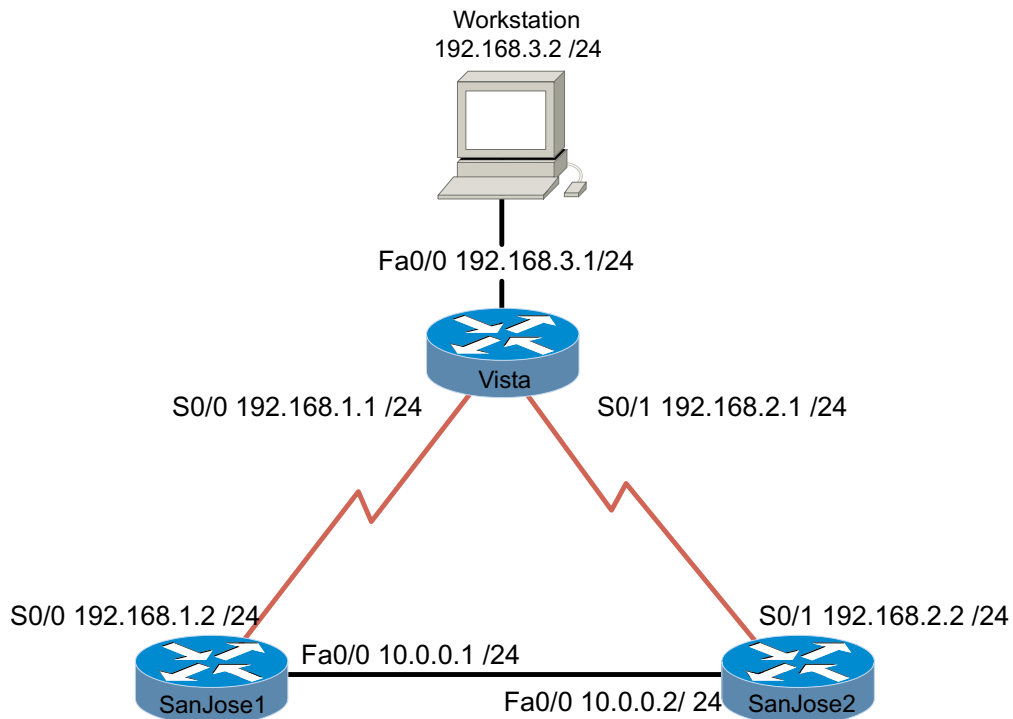 Workstation
192.168.3.2 /24
Fa0/0 192.168.3.1/24
Vista
S0/0 192.168.1.1 /24
S0/1 192.168.2.1 /24
S0/0 192.168.1.2 /24
S0/1 192.168.2.2 /24
Fa0/0 10.0.0.1 /24
SanJose1
Fa0/0 10.0.0.2/ 24
SanJose2